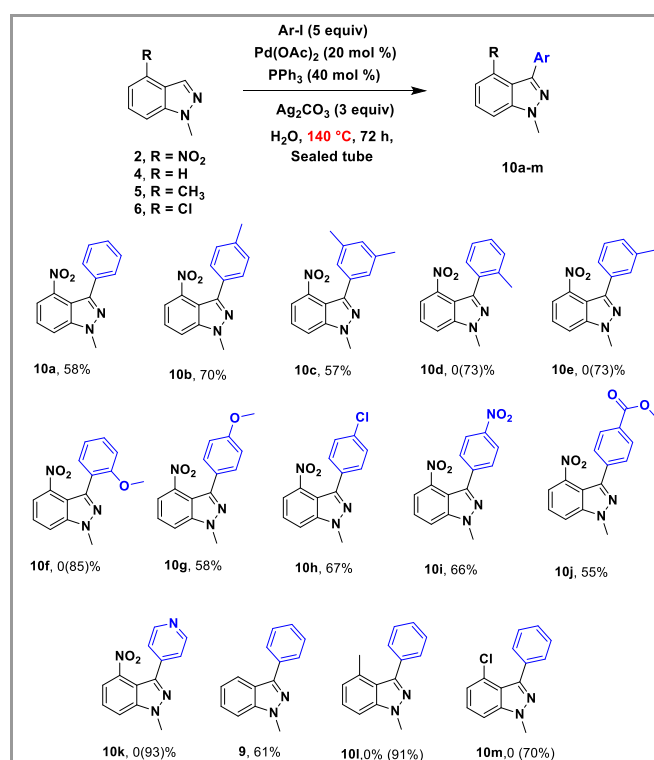 Ar-I (5 equiv)
Pd(OAc)2 (20 mol %)
PPh3 (40 mol %)
Ag2CO3 (3 equiv)
H2O, 140 °C, 72 h,
Sealed tube
R
N
N
R
Ar
N
N
2, R = NO2
4, R = H
5, R = CH3
6, R = Cl
10a-m
NO2
N
N
NO2
N
N
NO2
N
N
NO2
N
N
NO2
N
N
10a, 58%
10b, 70%
10c, 57%
10d, 0(73)%
10e, 0(73)%
NO2
O
N
N
O
NO2
N
N
Cl
NO2
N
N
NO2
NO2
N
N
O
O
NO2
N
N
10f, 0(85)%
10g, 58%
10h, 67%
10i, 66%
10j, 55%
N
NO2
N
N
N
N
N
N
Cl
N
N
10k, 0(93)%
9, 61%
10l,0% (91%)
10m,0 (70%)